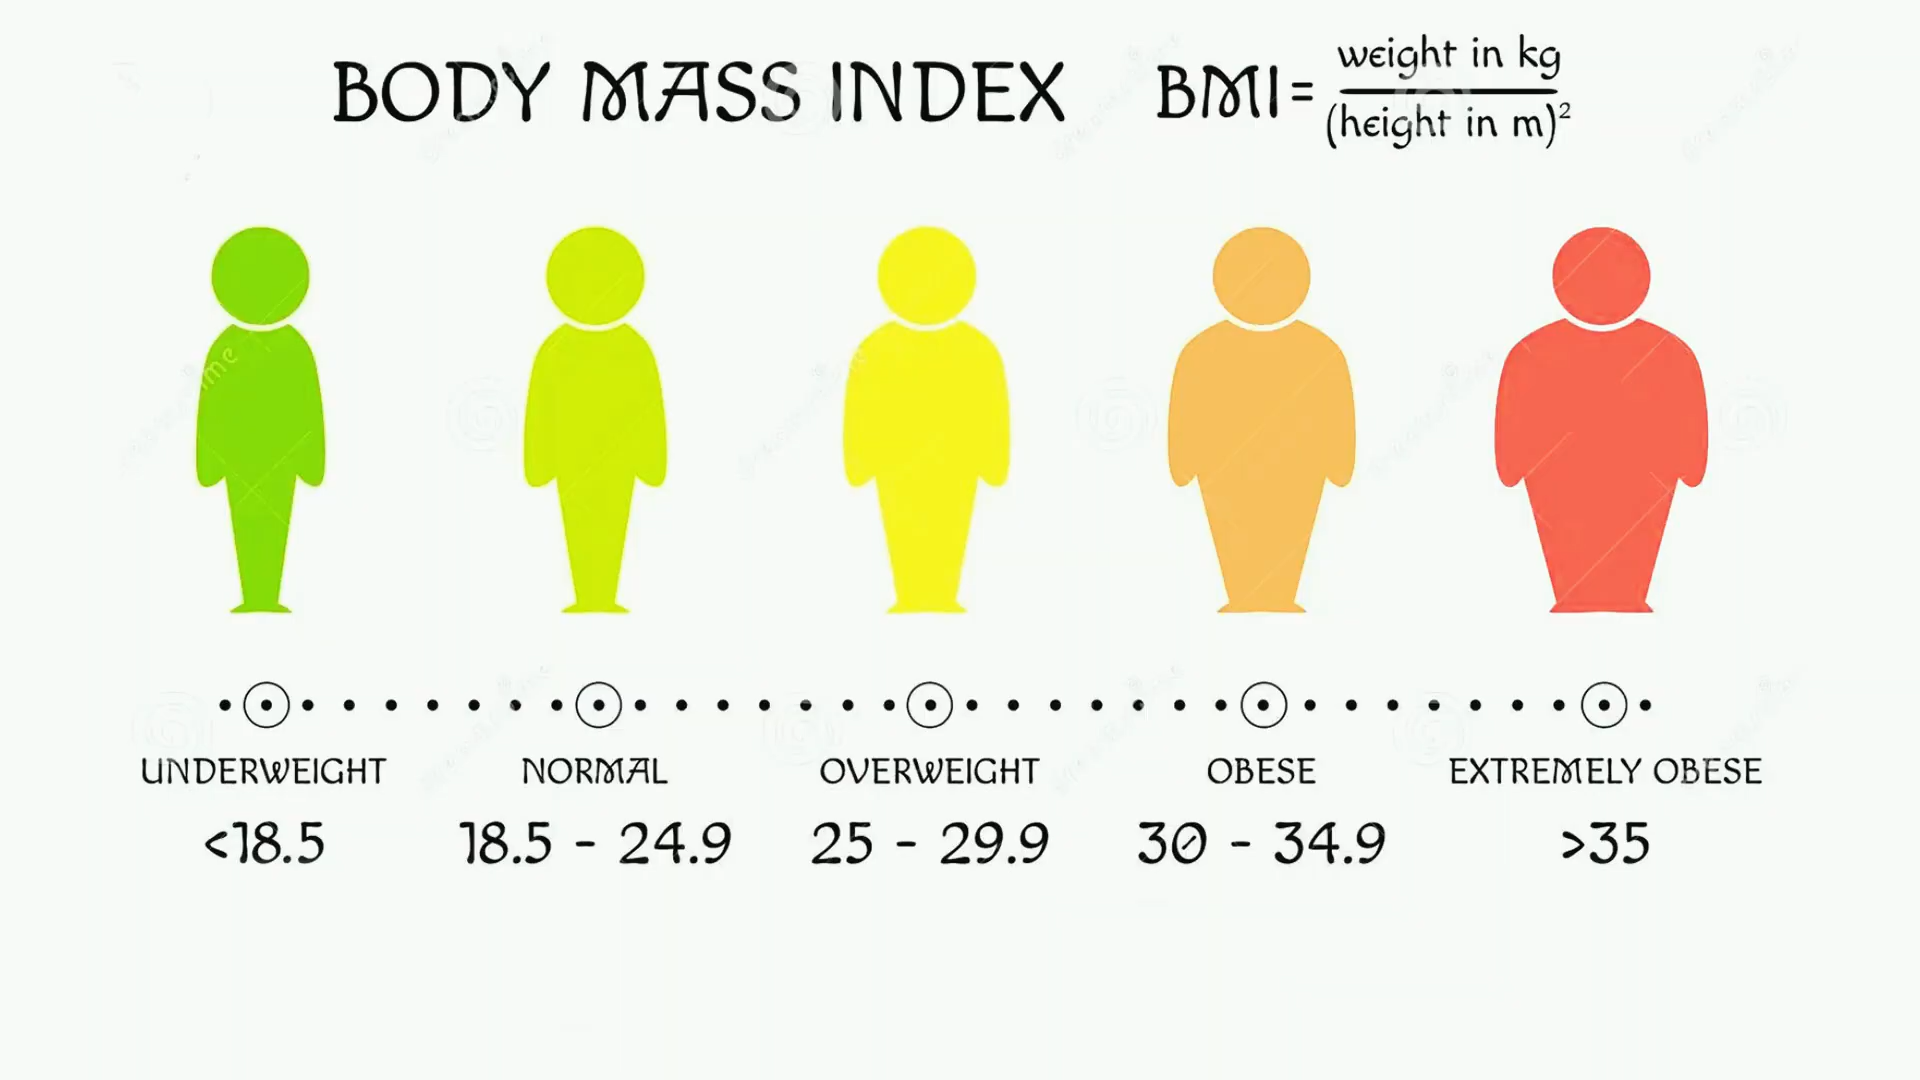 BODY MASS INDEX
BMI = weight in kg
(height in m)²
UNDERWEIGHT NORMAL OVERWEIGHT OBESE EXTREMELY OBESE
<18.5 18.5 - 24.9 25 - 29.9 30 - 34.9 >35